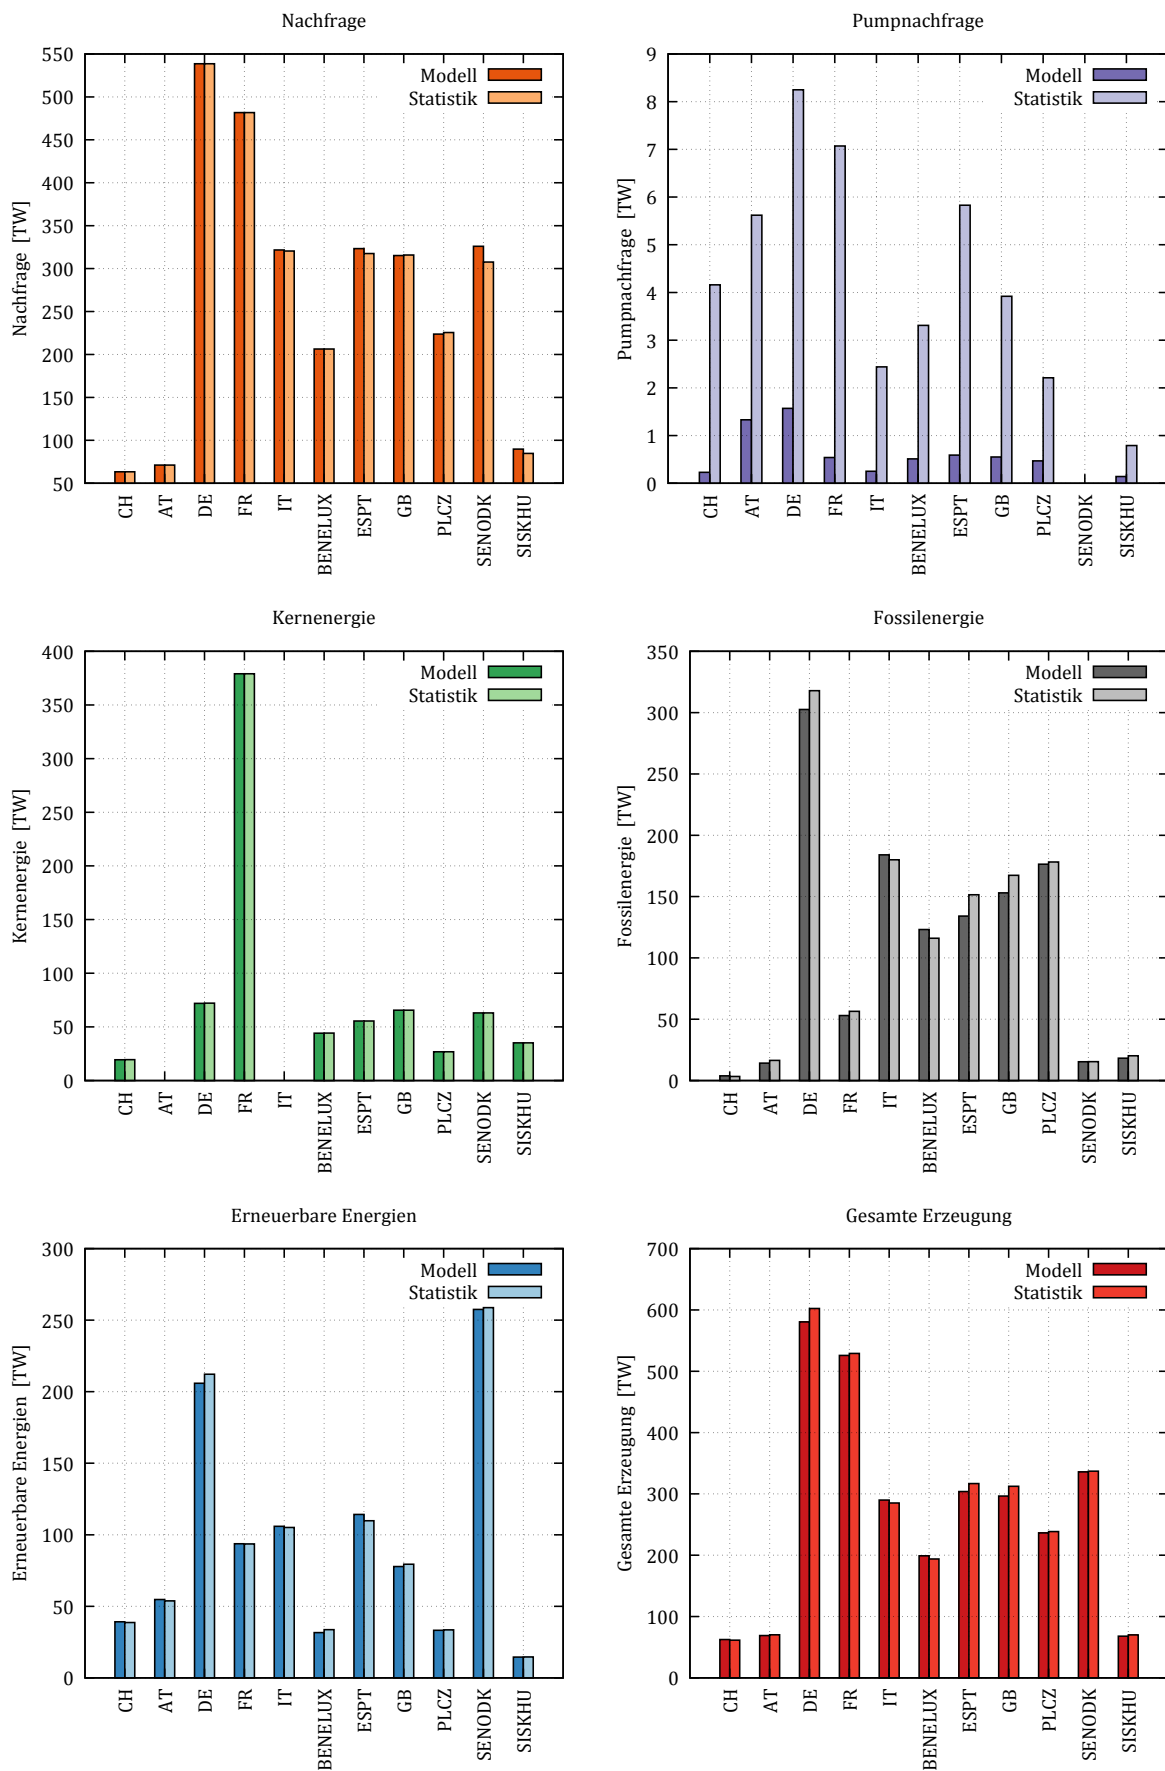 Nachfrage
Nachfrage [TW]
550
500
450
400
350
300
250
200
150
100
50
Modell
Statistik
CH
AT
DE
FR
IT
BENELUX
ESPT
GB
PLCZ
SENODK
SISKHU
Pumpnachfrage
Pumpnachfrage [TW]
9
8
7
6
5
4
3
2
1
0
Modell
Statistik
CH
AT
DE
FR
IT
BENELUX
ESPT
GB
PLCZ
SENODK
SISKHU
Kernenergie
Kernenergie [TW]
400
350
300
250
200
150
100
50
0
Modell
Statistik
CH
AT
DE
FR
IT
BENELUX
ESPT
GB
PLCZ
SENODK
SISKHU
Fossilenergie
Fossilenergie [TW]
350
300
250
200
150
100
50
0
Modell
Statistik
CH
AT
DE
FR
IT
BENELUX
ESPT
GB
PLCZ
SENODK
SISKHU
Erneuerbare Energien
Erneuerbare Energien [TW]
300
250
200
150
100
50
0
Modell
Statistik
CH
AT
DE
FR
IT
BENELUX
ESPT
GB
PLCZ
SENODK
SISKHU
Gesamte Erzeugung
Gesamte Erzeugung [TW]
700
600
500
400
300
200
100
0
Modell
Statistik
CH
AT
DE
FR
IT
BENELUX
ESPT
GB
PLCZ
SENODK
SISKHU